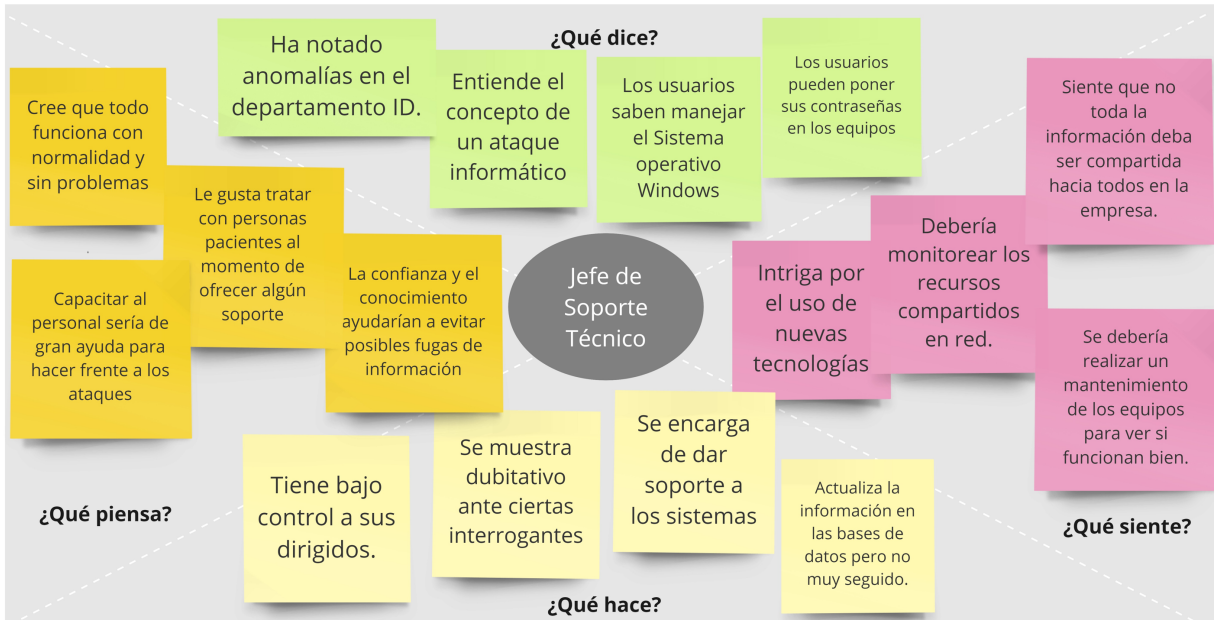 ¿Qué dice?
Ha notado
anomalías en el
departamento ID.
Entiende el
concepto de
un ataque
informático
Los usuarios
saben manejar
el Sistema
operativo
Windows
Los usuarios
pueden poner
sus contraseñas
en los equipos
Cree que todo
funciona con
normalidad y
sin problemas
Le gusta tratar
con personas
pacientes al
momento de
ofrecer algún
soporte
La confianza y el
conocimiento
ayudarían a evitar
posibles fugas de
información
Capacitar al
personal sería de
gran ayuda para
hacer frente a los
ataques
¿Qué piensa?
Jefe de
Soporte
Técnico
Intriga por
el uso de
nuevas
tecnologías
Debería
monitorear los
recursos
compartidos
en red.
Siente que no
toda la
información deba
ser compartida
hacia todos en la
empresa.
Se debería
realizar un
mantenimiento
de los equipos
para ver si
funcionan bien.
¿Qué siente?
Tiene bajo
control a sus
dirigidos.
Se muestra
dubitativo
ante ciertas
interrogantes
Se encarga
de dar
soporte a
los sistemas
Actualiza la
información en
las bases de
datos pero no
muy seguido.
¿Qué hace?